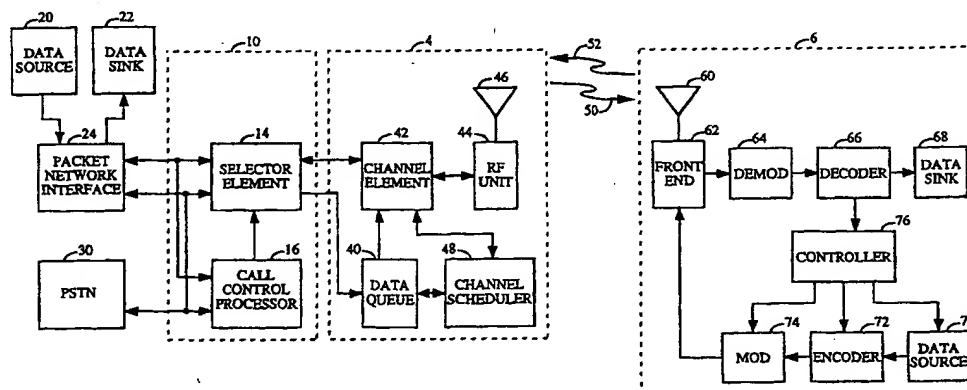 20
22
10
4
6
DATA
SOURCE
DATA
SINK
52
50
46
60
24
14
42
44
62
64
66
68
PACKET
NETWORK
INTERFACE
SELECTOR
ELEMENT
CHANNEL
ELEMENT
RF
UNIT
FRONT
END
DEMOD
DECODER
DATA
SINK
76
CONTROLLER
30
16
40
48
PSTN
CALL
CONTROL
PROCESSOR
DATA
QUEUE
CHANNEL
SCHEDULER
74
72
MOD
ENCODER
DATA
SOURCE